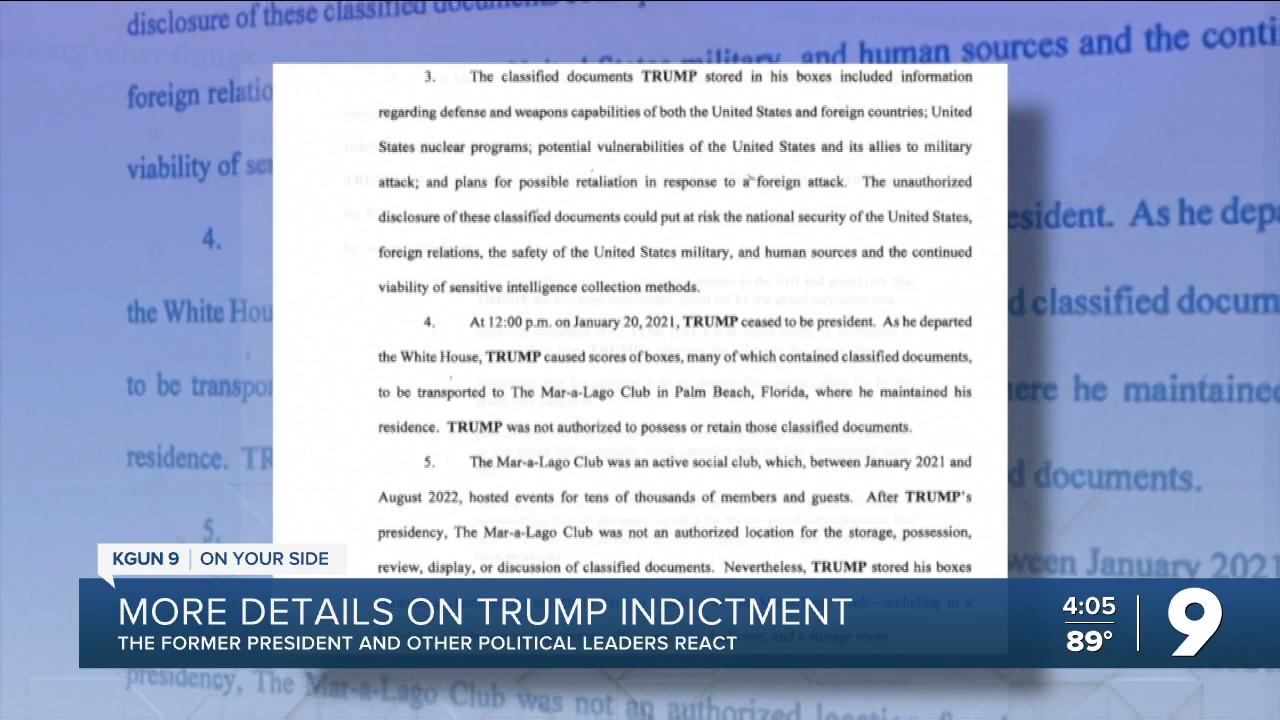 disclosure of these classified
and human sources and the conti
foreign relatio
viability of
4.
esident. As he dep
the White Hou
d classified docum
to be transpo
ere he maintained
residence. TR
d documents.
5.
ween January 2021
presidency, The Mar-a-Lago Club was not an authorized
3. The classified documents TRUMP stored in his boxes included information
regarding defense and weapons capabilities of both the United States and foreign countries; United
States nuclear programs; potential vulnerabilities of the United States and its allies to military
attack; and plans for possible retaliation in response to a foreign attack. The unauthorized
disclosure of these classified documents could put at risk the national security of the United States,
foreign relations, the safety of the United States military, and human sources and the continued
viability of sensitive intelligence collection methods.
4. At 12:00 p.m. on January 20, 2021, TRUMP ceased to be president. As he departed
the White House, TRUMP caused scores of boxes, many of which contained classified documents,
to be transported to The Mar-a-Lago Club in Palm Beach, Florida, where he maintained his
residence. TRUMP was not authorized to possess or retain those classified documents.
5. The Mar-a-Lago Club was an active social club, which, between January 2021 and
August 2022, hosted events for tens of thousands of members and guests. After TRUMP's
presidency, The Mar-a-Lago Club was not an authorized location for the storage, possession,
review, display, or discussion of classified documents. Nevertheless, TRUMP stored his boxes
KGUN 9 | ON YOUR SIDE
MORE DETAILS ON TRUMP INDICTMENT
THE FORMER PRESIDENT AND OTHER POLITICAL LEADERS REACT
4:05
89°
9